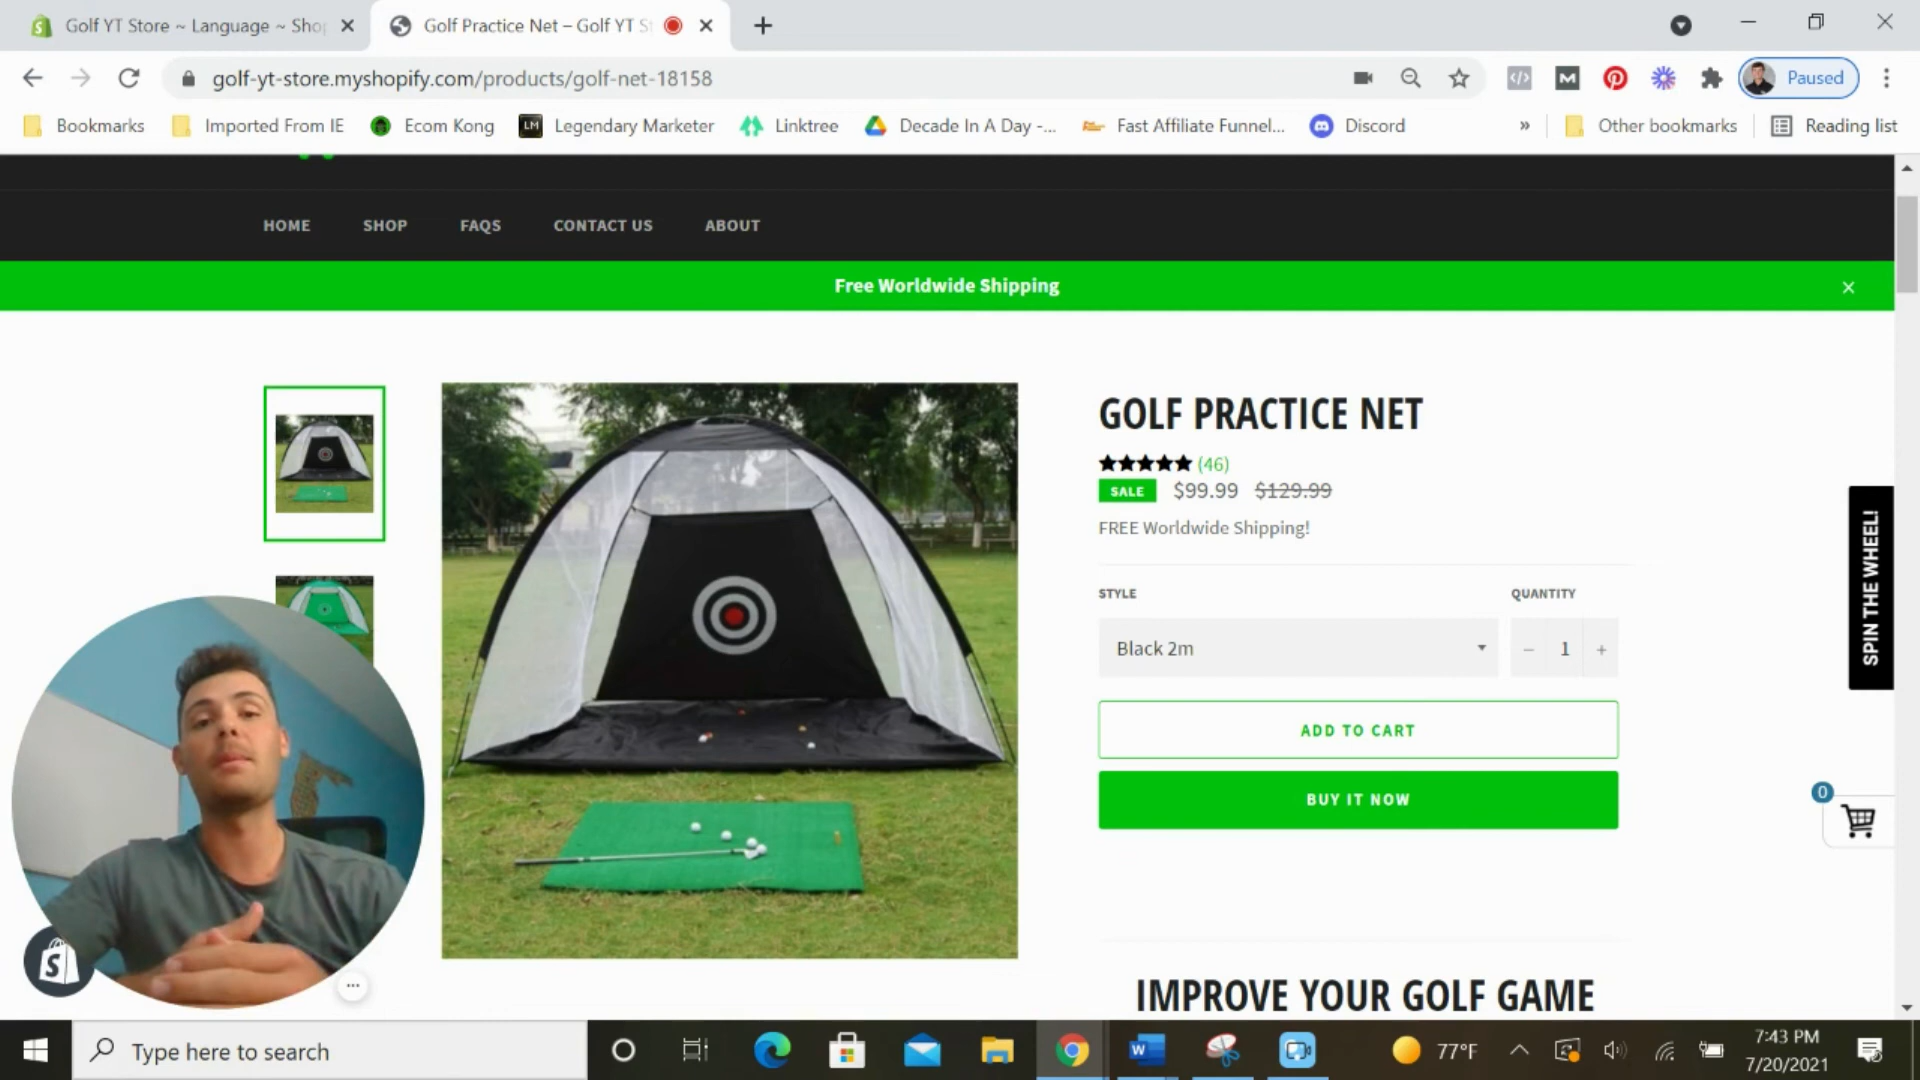 Golf YT Store ~ Language ~ Shop
Golf Practice Net – Golf YT St
golf-yt-store.myshopify.com/products/golf-net-18158
Paused
Bookmarks
Imported From IE
Ecom Kong
LM
Legendary Marketer
Linktree
Decade In A Day -...
Fast Affiliate Funnel...
Discord
»
Other bookmarks
Reading list
HOME
SHOP
FAQS
CONTACT US
ABOUT
Free Worldwide Shipping
GOLF PRACTICE NET
(46)
SALE $99.99 $129.99
FREE Worldwide Shipping!
STYLE
QUANTITY
Black 2m
− 1 +
ADD TO CART
BUY IT NOW
SPIN THE WHEEL!
0
IMPROVE YOUR GOLF GAME
Type here to search
77°F
7:43 PM
7/20/2021